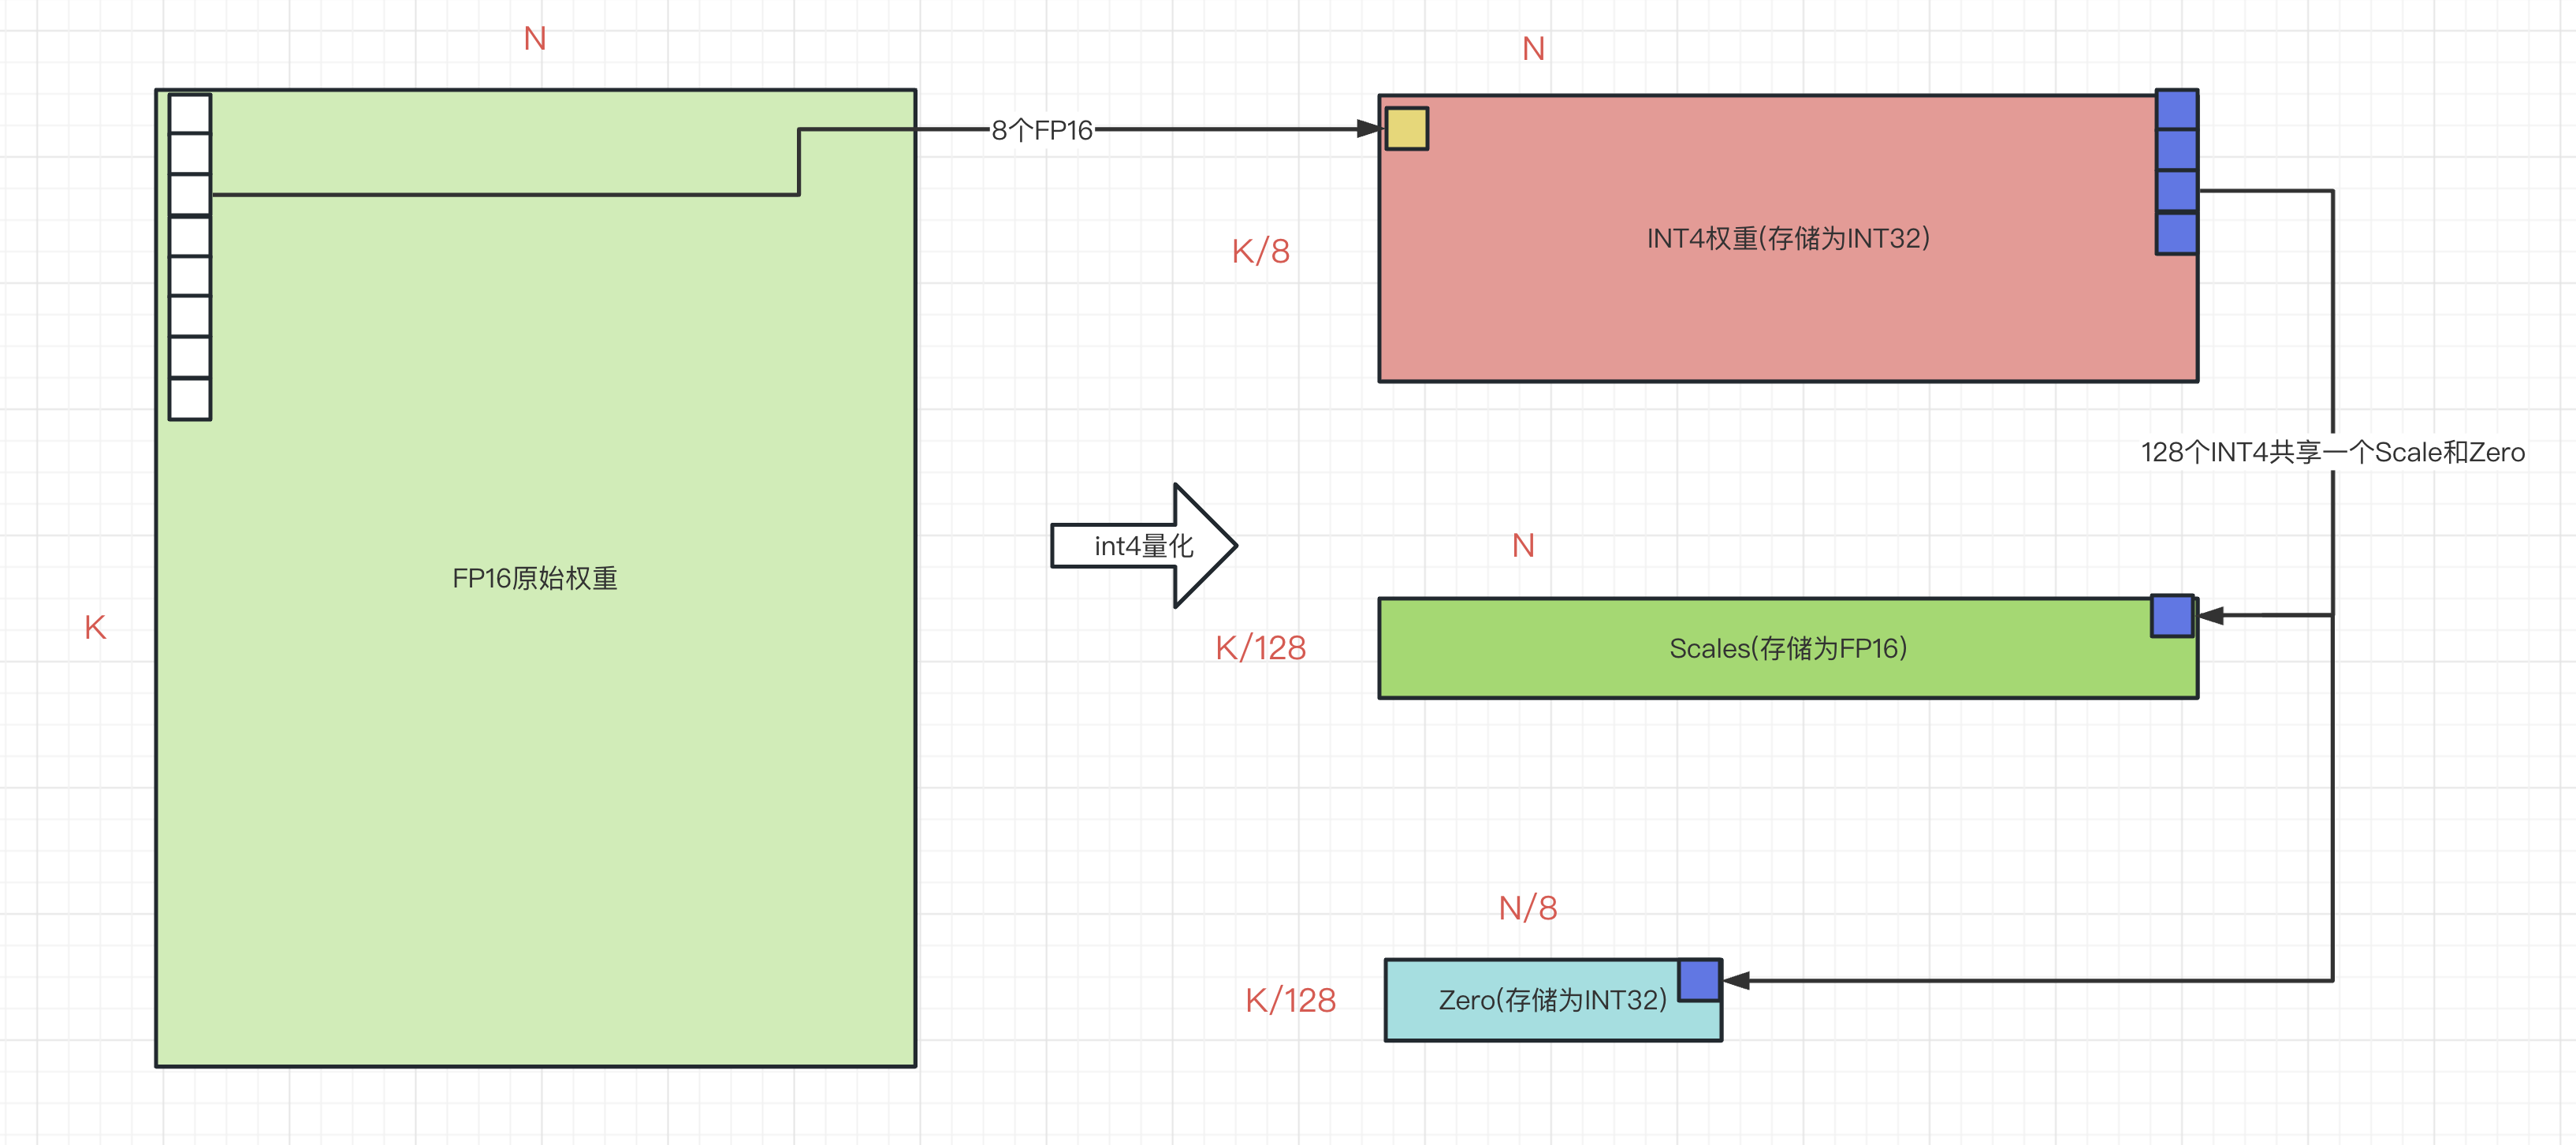 N
N
8个FP16
K/8
INT4权重(存储为INT32)
128个INT4共享一个Scale和Zero
int4量化
N
FP16原始权重
K
K/128
Scales(存储为FP16)
N/8
K/128
Zero(存储为INT32)